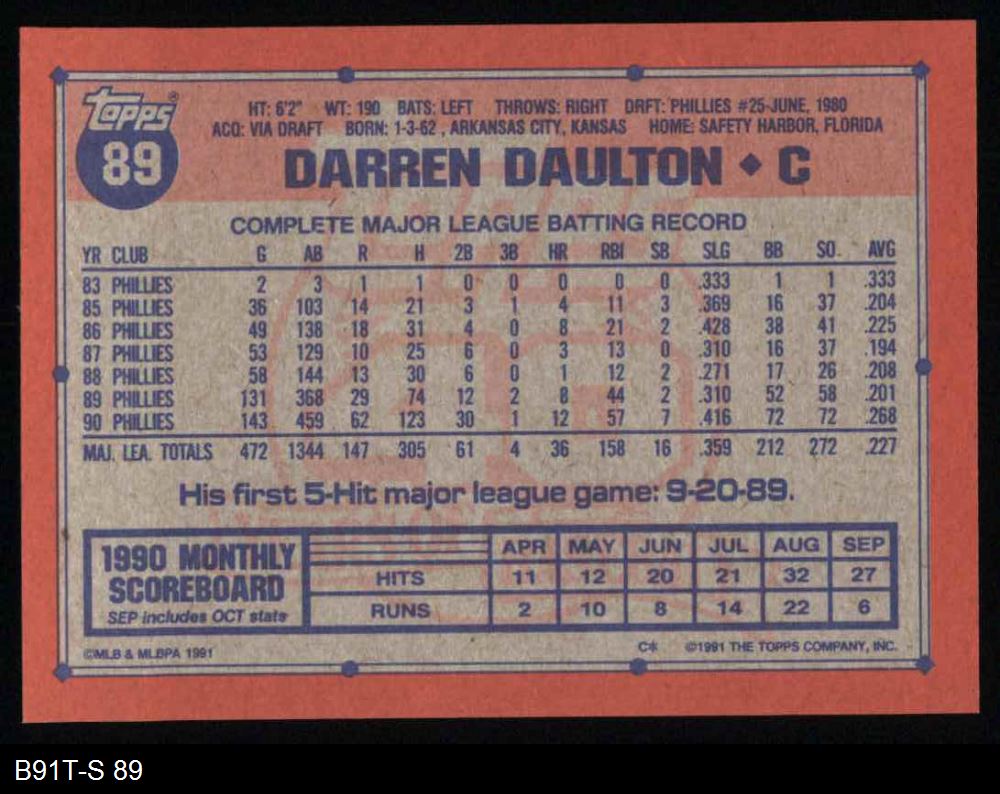 Topps®
89
HT: 6'2" WT: 190 BATS: LEFT THROWS: RIGHT DRFT: PHILLIES #25-JUNE, 1980
ACQ: VIA DRAFT BORN: 1-3-62, ARKANSAS CITY, KANSAS HOME: SAFETY HARBOR, FLORIDA
DARREN DAULTON ◆ C
COMPLETE MAJOR LEAGUE BATTING RECORD
YR CLUB G AB R H 2B 3B HR RBI SB SLG BB SO AVG
83 PHILLIES 2 3 1 1 0 0 0 0 0 .333 1 1 .333
85 PHILLIES 36 103 14 21 3 1 4 11 3 .369 16 37 .204
86 PHILLIES 49 138 18 31 4 0 8 21 2 .428 38 41 .225
87 PHILLIES 53 129 10 25 6 0 3 13 0 .310 16 37 .194
88 PHILLIES 58 144 13 30 6 0 1 12 2 .271 17 26 .208
89 PHILLIES 131 368 29 74 12 2 8 44 2 .310 52 58 .201
90 PHILLIES 143 459 62 123 30 1 12 57 7 .416 72 72 .268
MAJ. LEA. TOTALS 472 1344 147 305 61 4 36 158 16 .359 212 272 .227
His first 5-Hit major league game: 9-20-89.
1990 MONTHLY
SCOREBOARD
SEP includes OCT stats
APR MAY JUN JUL AUG SEP
HITS 11 12 20 21 32 27
RUNS 2 10 8 14 22 6
©MLB & MLBPA 1991 C* ©1991 THE TOPPS COMPANY, INC.
B91T-S 89